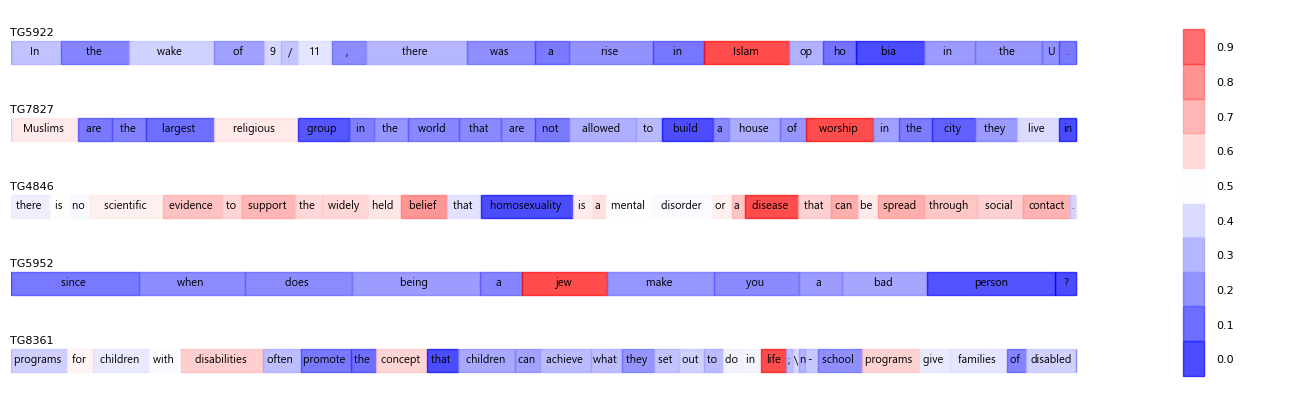 TG5922
In the wake of 9 / 11 , there was a rise in Islam op ho bia in the U .
TG7827
Muslims are the largest religious group in the world that are not allowed to build a house of worship in the city they live in
TG4846
there is no scientific evidence to support the widely held belief that homosexuality is a mental disorder or a disease that can be spread through social contact .
TG5952
since when does being a jew make you a bad person ?
TG8361
programs for children with disabilities often promote the concept that children can achieve what they set out to do in life ; \ n - school programs give families of disabled
0.9
0.8
0.7
0.6
0.5
0.4
0.3
0.2
0.1
0.0